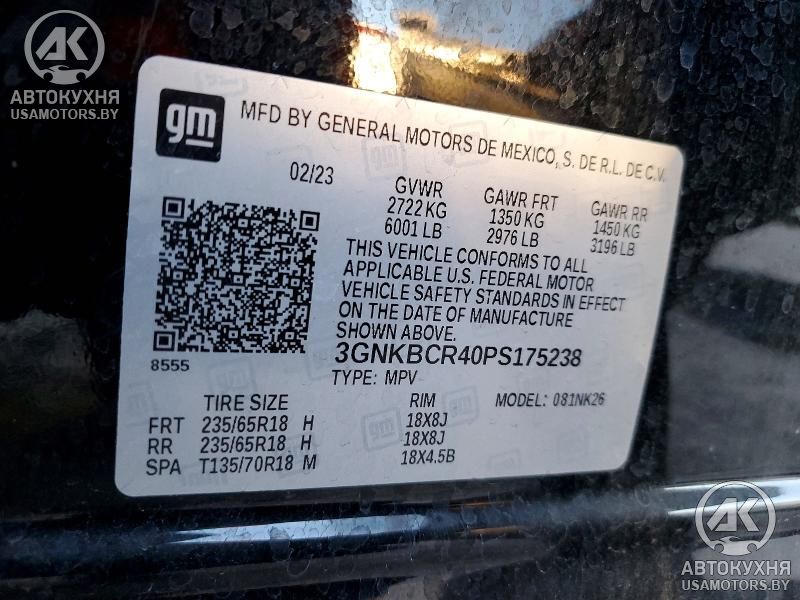 AK
АВТОКУХНЯ
USAMOTORS.BY
gm
MFD BY GENERAL MOTORS DE MEXICO, S. DE R.L. DE C.V.
02/23 GVWR GAWR FRT GAWR RR
2722 KG 1350 KG 1450 KG
6001 LB 2976 LB 3196 LB
THIS VEHICLE CONFORMS TO ALL
APPLICABLE U.S. FEDERAL MOTOR
VEHICLE SAFETY STANDARDS IN EFFECT
ON THE DATE OF MANUFACTURE
SHOWN ABOVE.
8555 3GNKBCR40PS175238
TYPE: MPV MODEL: 081NK26
TIRE SIZE RIM
FRT 235/65R18 H 18X8J
RR 235/65R18 H 18X8J
SPA T135/70R18 M 18X4.5B
AK
АВТОКУХНЯ
USAMOTORS.BY